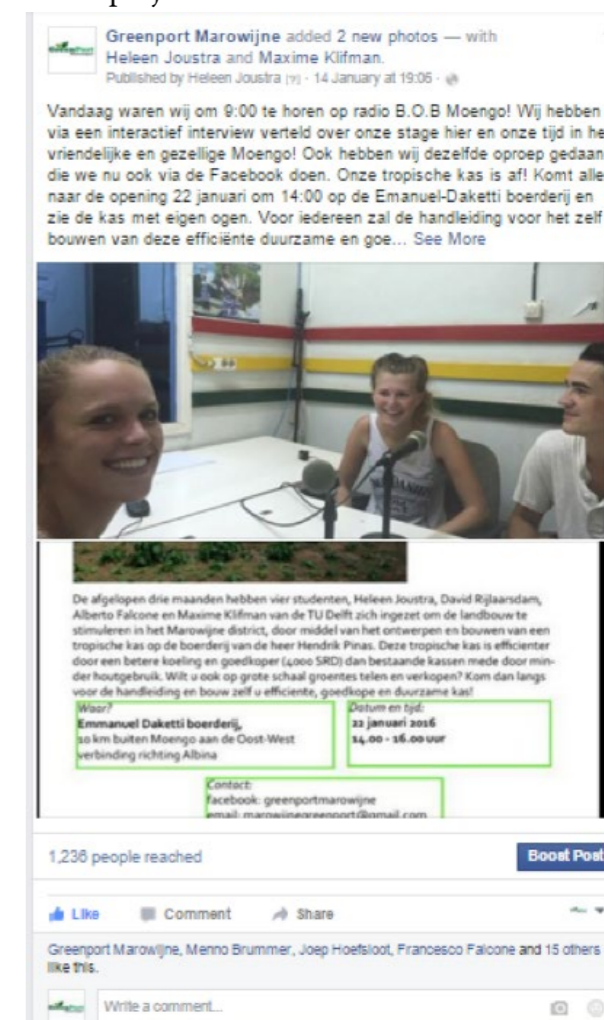 Greenport Marowijne added 2 new photos — with
Heleen Joustra and Maxime Klifman.
Published by Heleen Joustra [?] · 14 January at 19:06 ·
Vandaag waren wij om 9:00 te horen op radio B.O.B Moengo! Wij hebben
via een interactief interview verteld over onze stage hier en onze tijd in he
vriendelijke en gezellige Moengo! Ook hebben wij dezelfde oproep gedaan
die we nu ook via de Facebook doen. Onze tropische kas is af! Komt alle
naar de opening 22 januari om 14:00 op de Emanuel-Daketti boerderij en
zie de kas met eigen ogen. Voor iedereen zal de handleiding voor het zelf
bouwen van deze efficiënte duurzame en goe... See More
De afgelopen drie maanden hebben vier studenten, Heleen Joustra, David Rijlaarsdam,
Alberto Falcone en Maxime Klifman van de TU Delft zich ingezet om de landbouw te
stimuleren in het Marowijne district, door middel van het ontwerpen en bouwen van een
tropische kas op de boerderij van de heer Hendrik Pinas. Deze tropische kas is efficienter
door een betere koeling en goedkoper (4000 SRD) dan bestaande kassen mede door min-
der houtgebruik. Wilt u ook op grote schaal groentes telen en verkopen? Kom dan langs
voor de handleiding en bouw zelf u efficiente, goedkope en duurzame kas!
Waar?
Emmanuel Daketti boerderij,
10 km buiten Moengo aan de Oost-West
verbinding richting Albina
Datum en tijd:
22 januari 2016
14.00 - 16.00 uur
Contact:
facebook: greenportmarowijne
email: marowijnegreenport@gmail.com
1,236 people reached
Boost Post
Like Comment Share
Greenport Marowijne, Menno Brummer, Joep Hoefsloot, Francesco Falcone and 15 others
like this.
Write a comment...